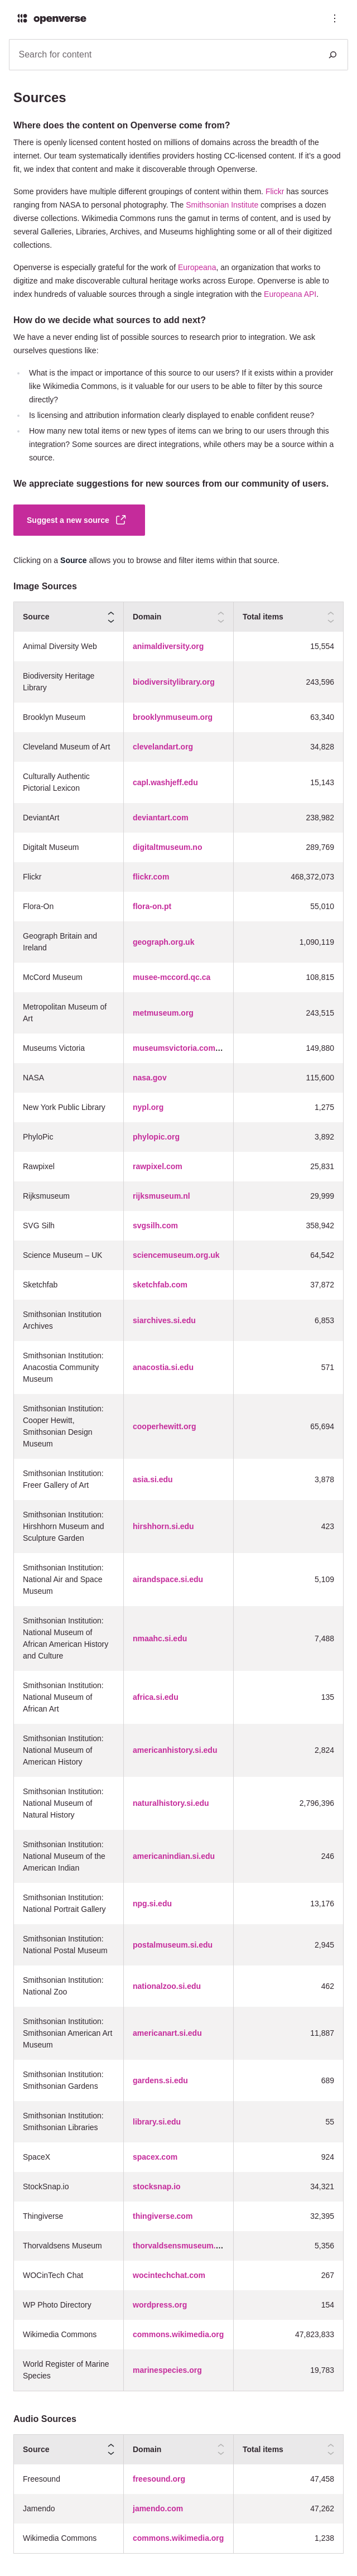 openverse
Search for content
Sources
Where does the content on Openverse come from?
There is openly licensed content hosted on millions of domains across the breadth of the
internet. Our team systematically identifies providers hosting CC-licensed content. If it's a good
fit, we index that content and make it discoverable through Openverse.
Some providers have multiple different groupings of content within them. Flickr has sources
ranging from NASA to personal photography. The Smithsonian Institute comprises a dozen
diverse collections. Wikimedia Commons runs the gamut in terms of content, and is used by
several Galleries, Libraries, Archives, and Museums highlighting some or all of their digitized
collections.
Openverse is especially grateful for the work of Europeana, an organization that works to
digitize and make discoverable cultural heritage works across Europe. Openverse is able to
index hundreds of valuable sources through a single integration with the Europeana API.
How do we decide what sources to add next?
We have a never ending list of possible sources to research prior to integration. We ask
ourselves questions like:
What is the impact or importance of this source to our users? If it exists within a provider
like Wikimedia Commons, is it valuable for our users to be able to filter by this source
directly?
Is licensing and attribution information clearly displayed to enable confident reuse?
How many new total items or new types of items can we bring to our users through this
integration? Some sources are direct integrations, while others may be a source within a
source.
We appreciate suggestions for new sources from our community of users.
Suggest a new source
Clicking on a Source allows you to browse and filter items within that source.
Image Sources
Source Domain Total items
Animal Diversity Web animaldiversity.org 15,554
Biodiversity Heritage
Library biodiversitylibrary.org 243,596
Brooklyn Museum brooklynmuseum.org 63,340
Cleveland Museum of Art clevelandart.org 34,828
Culturally Authentic
Pictorial Lexicon capl.washjeff.edu 15,143
DeviantArt deviantart.com 238,982
Digitalt Museum digitaltmuseum.no 289,769
Flickr flickr.com 468,372,073
Flora-On flora-on.pt 55,010
Geograph Britain and
Ireland geograph.org.uk 1,090,119
McCord Museum musee-mccord.qc.ca 108,815
Metropolitan Museum of
Art metmuseum.org 243,515
Museums Victoria museumsvictoria.com... 149,880
NASA nasa.gov 115,600
New York Public Library nypl.org 1,275
PhyloPic phylopic.org 3,892
Rawpixel rawpixel.com 25,831
Rijksmuseum rijksmuseum.nl 29,999
SVG Silh svgsilh.com 358,942
Science Museum – UK sciencemuseum.org.uk 64,542
Sketchfab sketchfab.com 37,872
Smithsonian Institution
Archives siarchives.si.edu 6,853
Smithsonian Institution:
Anacostia Community
Museum anacostia.si.edu 571
Smithsonian Institution:
Cooper Hewitt,
Smithsonian Design
Museum cooperhewitt.org 65,694
Smithsonian Institution:
Freer Gallery of Art asia.si.edu 3,878
Smithsonian Institution:
Hirshhorn Museum and
Sculpture Garden hirshhorn.si.edu 423
Smithsonian Institution:
National Air and Space
Museum airandspace.si.edu 5,109
Smithsonian Institution:
National Museum of
African American History
and Culture nmaahc.si.edu 7,488
Smithsonian Institution:
National Museum of
African Art africa.si.edu 135
Smithsonian Institution:
National Museum of
American History americanhistory.si.edu 2,824
Smithsonian Institution:
National Museum of
Natural History naturalhistory.si.edu 2,796,396
Smithsonian Institution:
National Museum of the
American Indian americanindian.si.edu 246
Smithsonian Institution:
National Portrait Gallery npg.si.edu 13,176
Smithsonian Institution:
National Postal Museum postalmuseum.si.edu 2,945
Smithsonian Institution:
National Zoo nationalzoo.si.edu 462
Smithsonian Institution:
Smithsonian American Art
Museum americanart.si.edu 11,887
Smithsonian Institution:
Smithsonian Gardens gardens.si.edu 689
Smithsonian Institution:
Smithsonian Libraries library.si.edu 55
SpaceX spacex.com 924
StockSnap.io stocksnap.io 34,321
Thingiverse thingiverse.com 32,395
Thorvaldsens Museum thorvaldsensmuseum.... 5,356
WOCinTech Chat wocintechchat.com 267
WP Photo Directory wordpress.org 154
Wikimedia Commons commons.wikimedia.org 47,823,833
World Register of Marine
Species marinespecies.org 19,783
Audio Sources
Source Domain Total items
Freesound freesound.org 47,458
Jamendo jamendo.com 47,262
Wikimedia Commons commons.wikimedia.org 1,238